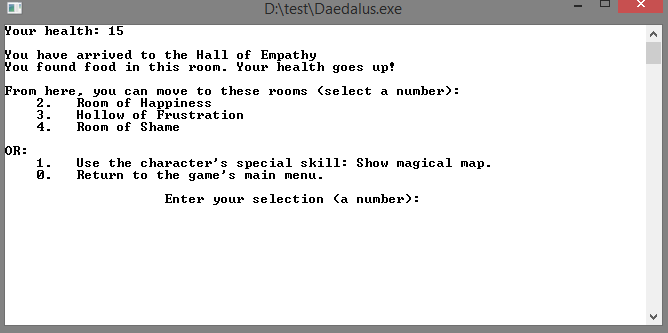 D:\test\Daedalus.exe
Your health: 15
You have arrived to the Hall of Empathy
You found food in this room. Your health goes up!
From here, you can move to these rooms (select a number):
2. Room of Happiness
3. Hollow of Frustration
4. Room of Shame
OR:
1. Use the character's special skill: Show magical map.
0. Return to the game's main menu.
Enter your selection (a number):